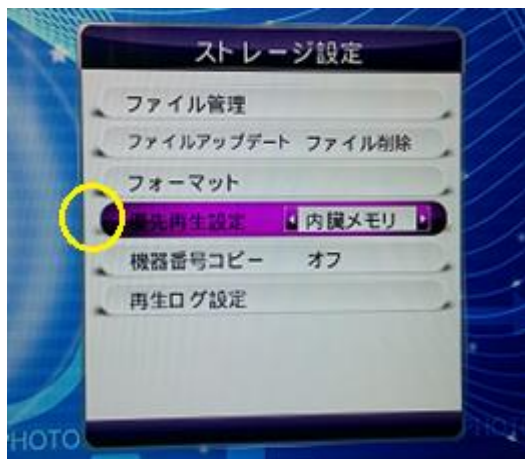 ストレージ設定
ファイル管理
ファイルアップデート ファイル削除
フォーマット
優先再生設定 内臓メモリ
機器番号コピー オフ
再生ログ設定
HOTO